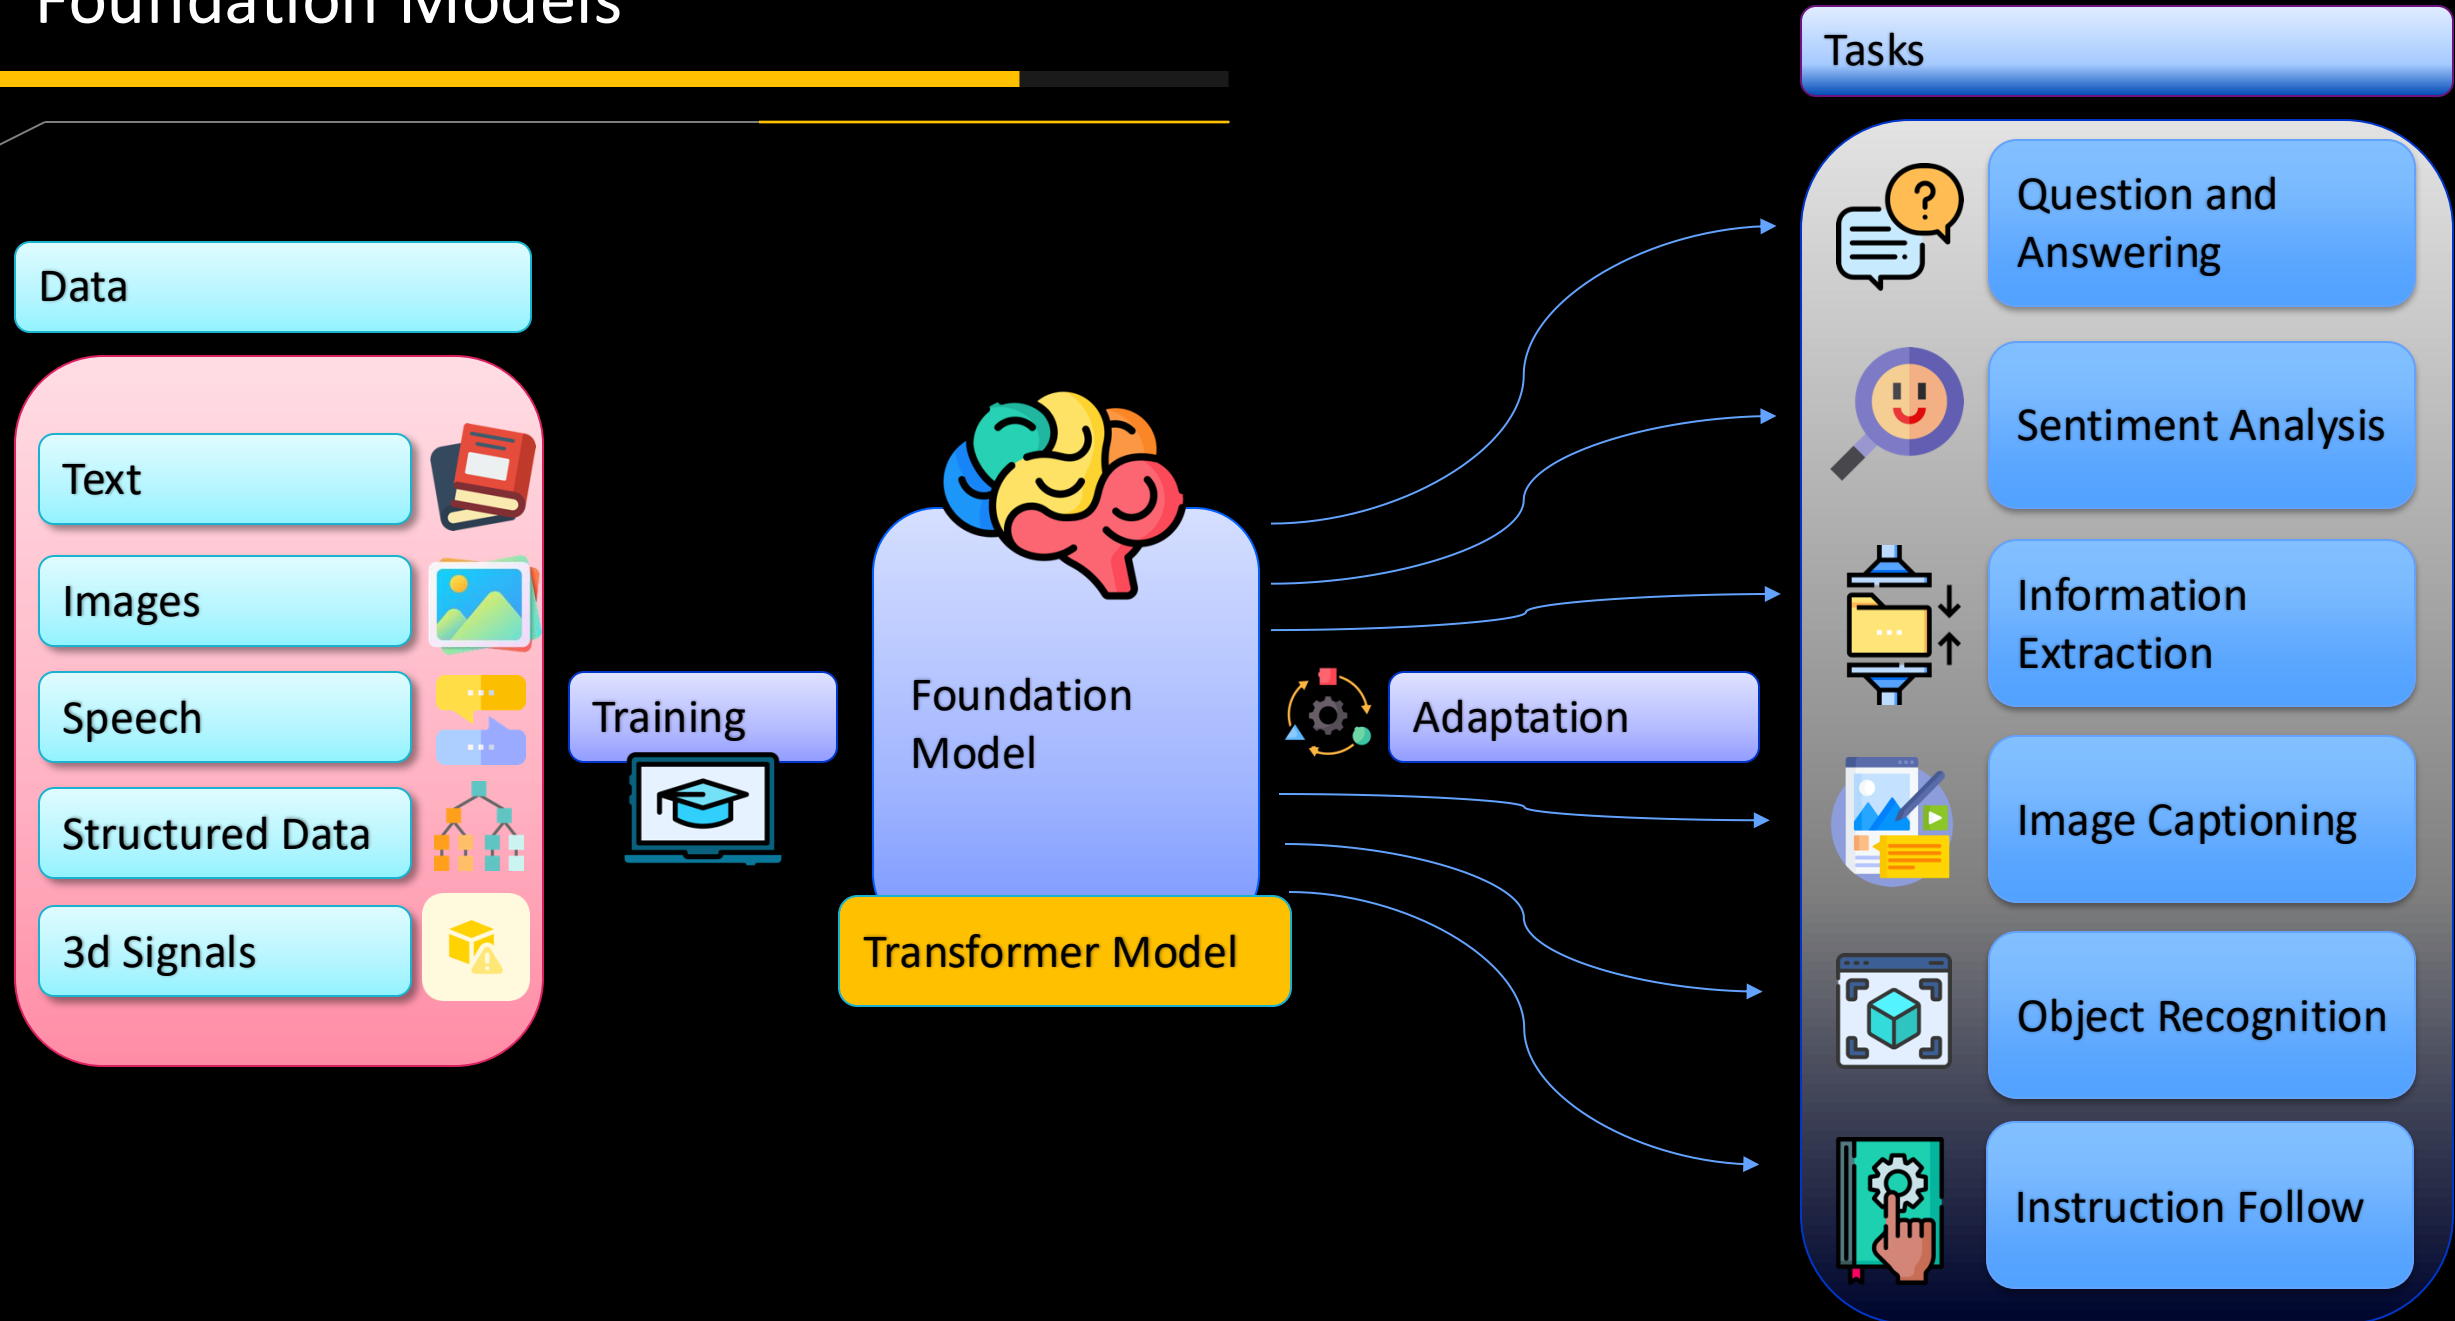 Foundation Models
Tasks
Data
Text
Images
Speech
Structured Data
3d Signals
Training
Foundation
Model
Transformer Model
Adaptation
Question and
Answering
Sentiment Analysis
Information
Extraction
Image Captioning
Object Recognition
Instruction Follow